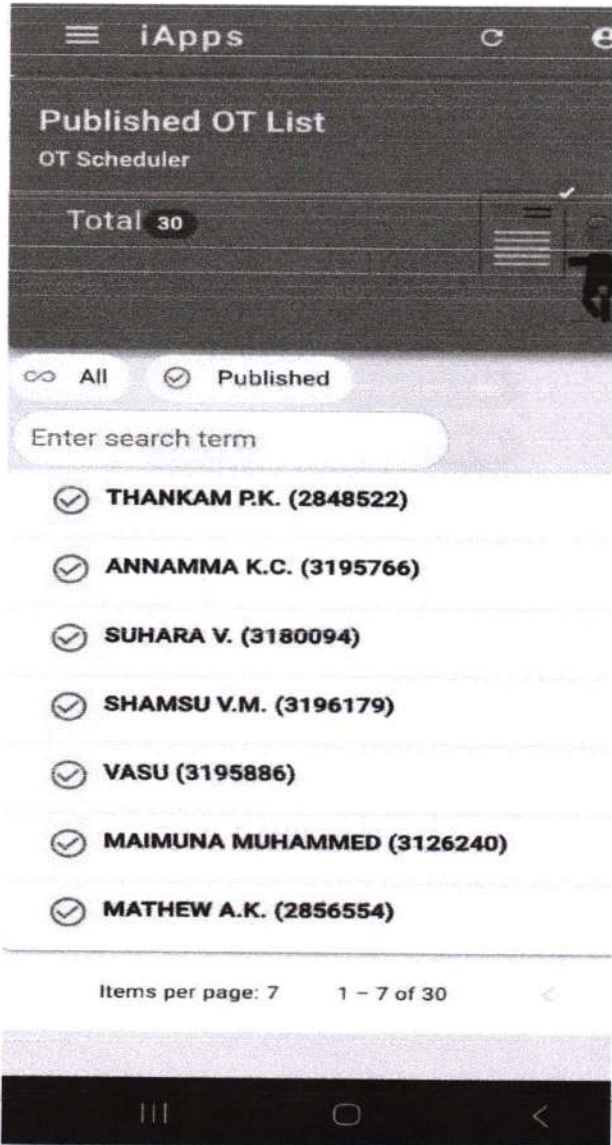 iApps
Published OT List
OT Scheduler
Total 30
All Published
Enter search term
THANKAM P.K. (2848522)
ANNAMMA K.C. (3195766)
SUHARA V. (3180094)
SHAMSU V.M. (3196179)
VASU (3195886)
MAIMUNA MUHAMMED (3126240)
MATHEW A.K. (2856554)
Items per page: 7 1 – 7 of 30